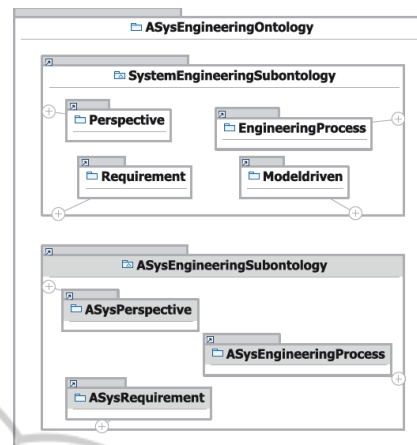 ASysEngineeringOntology
SystemEngineeringSubontology
Perspective
EngineeringProcess
Requirement
Modeldriven
ASysEngineeringSubontology
ASysPerspective
ASysEngineeringProcess
ASysRequirement